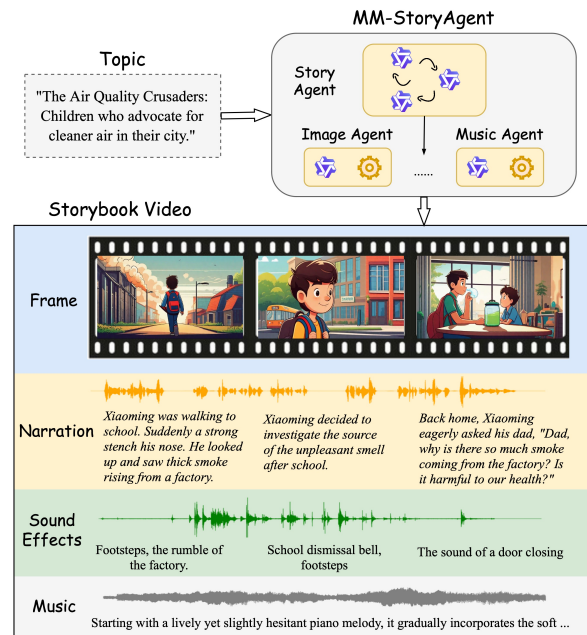 MM-StoryAgent
Topic
"The Air Quality Crusaders:
Children who advocate for
cleaner air in their city."
Story
Agent
Image Agent
Music Agent
......
Storybook Video
Frame
Narration
Xiaoming was walking to
school. Suddenly a strong
stench his nose. He looked
up and saw thick smoke
rising from a factory.
Xiaoming decided to
investigate the source
of the unpleasant smell
after school.
Back home, Xiaoming
eagerly asked his dad, "Dad,
why is there so much smoke
coming from the factory? Is
it harmful to our health?"
Sound
Effects
Footsteps, the rumble of
the factory.
School dismissal bell,
footsteps
The sound of a door closing
Music
Starting with a lively yet slightly hesitant piano melody, it gradually incorporates the soft ...